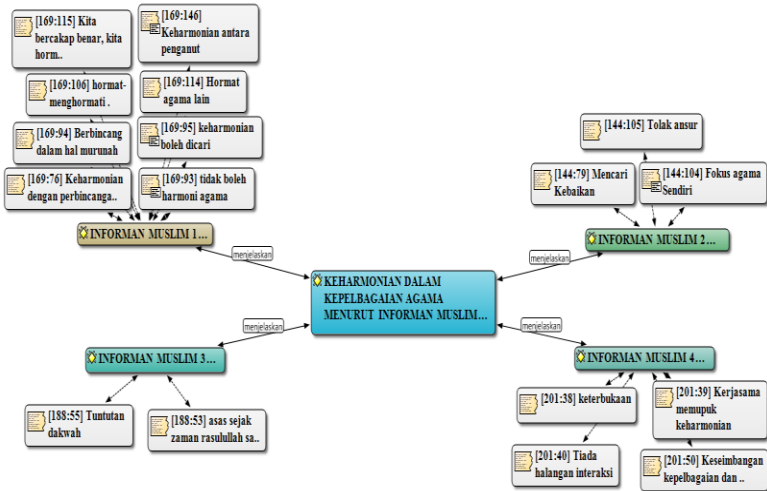 [169:115] Kita
bercakap benar, kita
horm..
[169:146]
Keharmonian antara
penganut
[169:106] hormat-
menghormati .
[169:114] Hormat
agama lain
[169:94] Berbincang
dalam hal murunah
[169:95] keharmonian
boleh dicari
[169:76] Keharmonian
dengan perbincanga..
[169:93] tidak boleh
harmoni agama
INFORMAN MUSLIM 1...
[144:105] Tolak ansur
[144:79] Mencari
Kebaikan
[144:104] Fokus agama
Sendiri
INFORMAN MUSLIM 2...
menjelaskan
menjelaskan
KEHARMONIAN DALAM
KEPELBAGAIAN AGAMA
MENURUT INFORMAN MUSLIM...
menjelaskan
menjelaskan
INFORMAN MUSLIM 3...
[188:55] Tuntutan
dakwah
[188:53] asas sejak
zaman rasulullah sa..
INFORMAN MUSLIM 4...
[201:38] keterbukaan
[201:39] Kerjasama
memupuk
keharmonian
[201:40] Tiada
halangan interaksi
[201:50] Keseimbangan
kepelbagaian dan ..